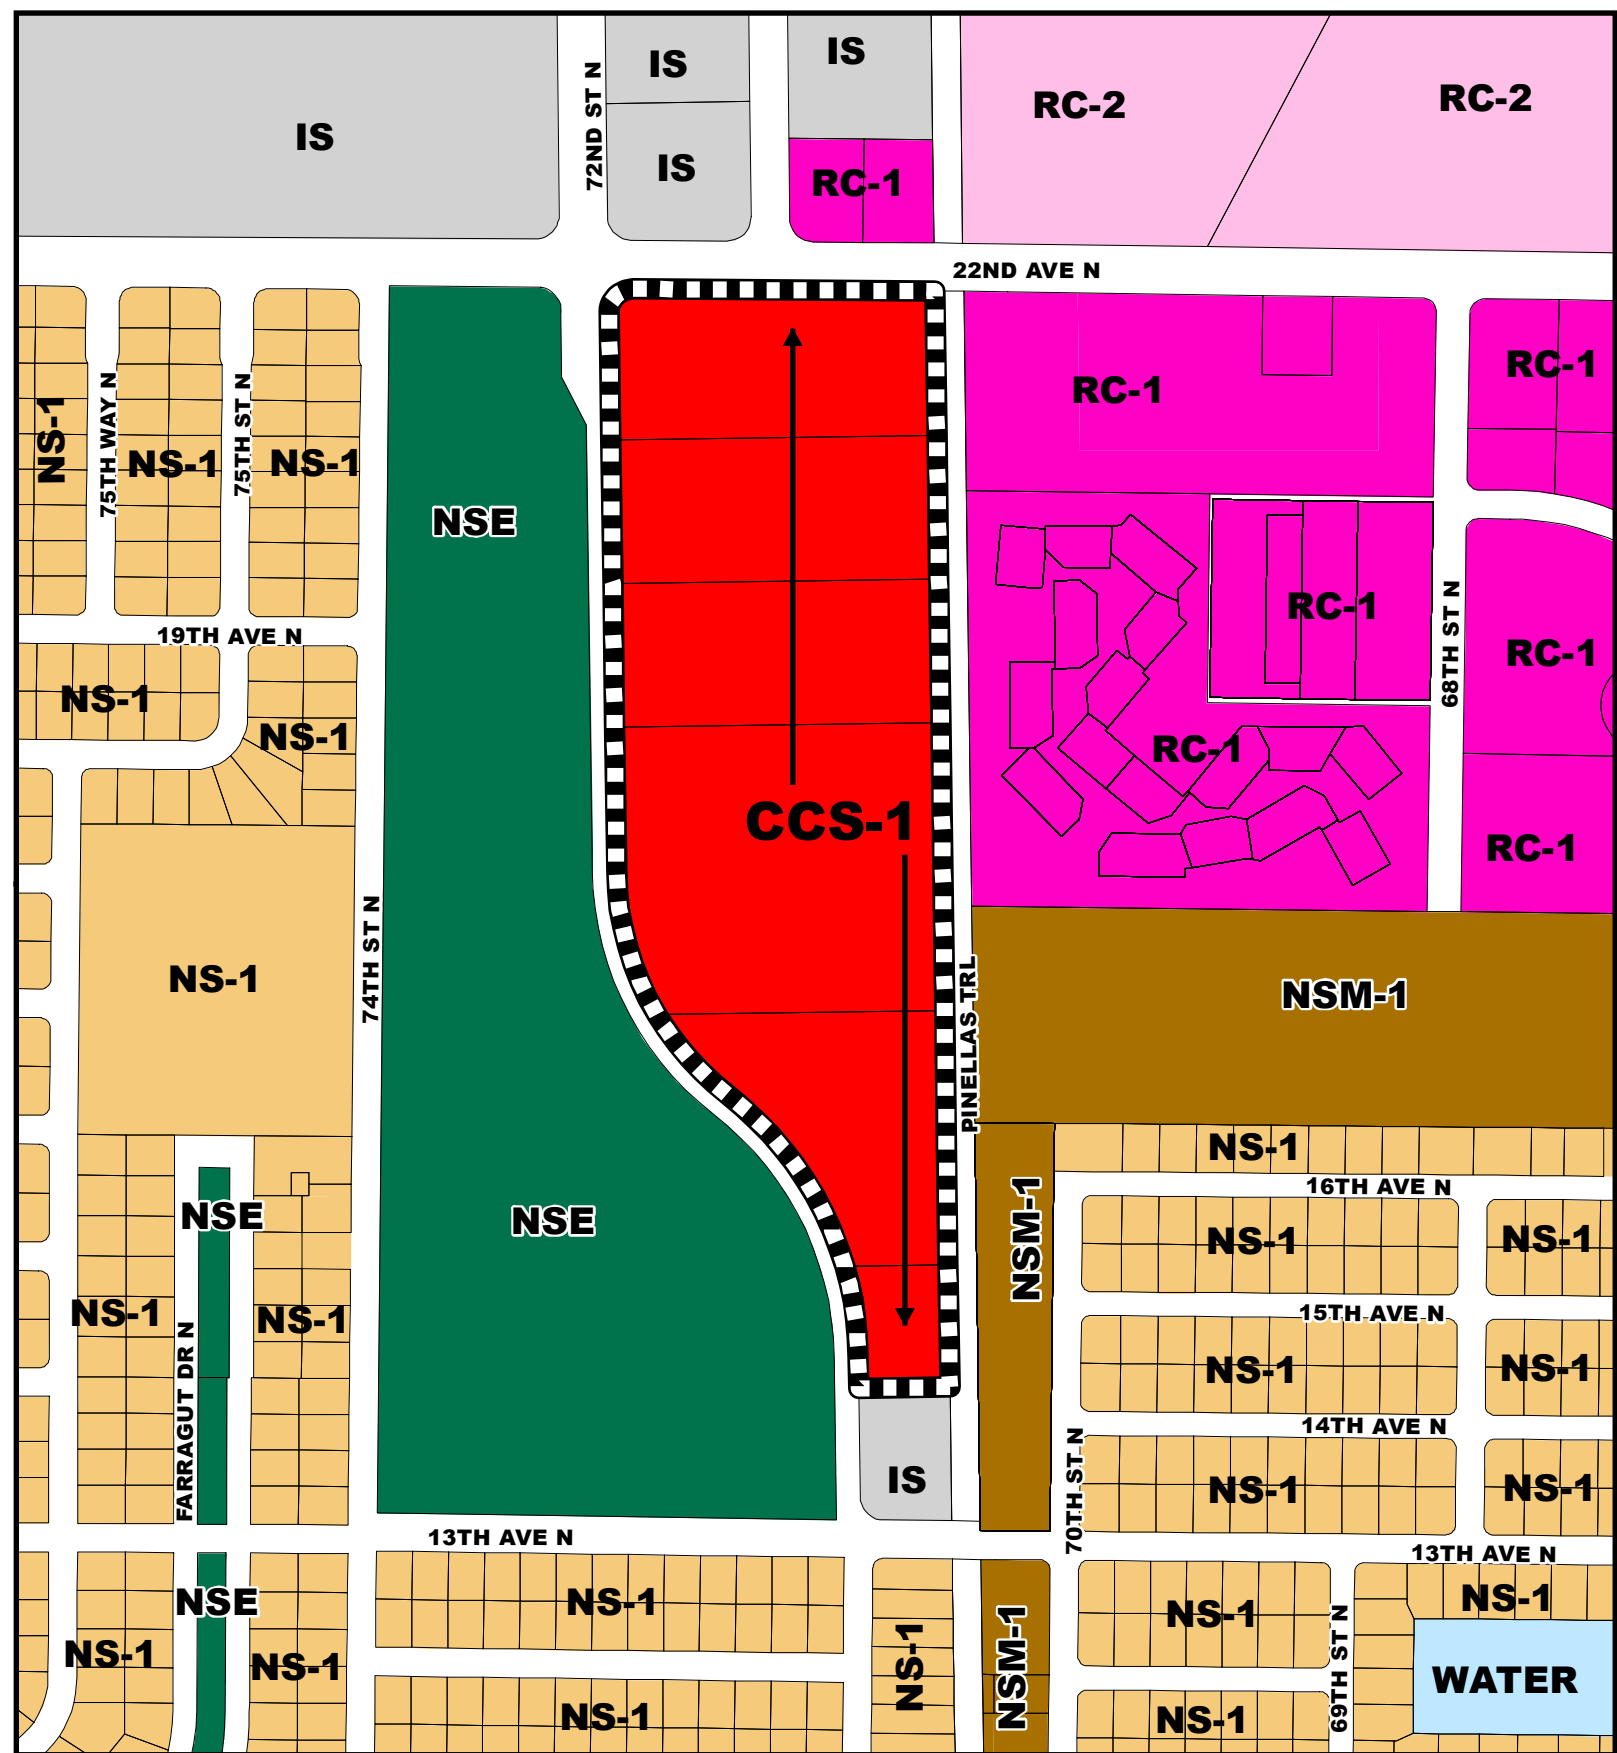 IS
72ND ST N
IS
IS
IS
RC-1
RC-2
RC-2
22ND AVE N
NS-1
75TH WAY N
NS-1
75TH ST N
NS-1
NSE
RC-1
RC-1
RC-1
68TH ST N
RC-1
19TH AVE N
NS-1
NS-1
RC-1
CCS-1
RC-1
NS-1
74TH ST N
PINELLAS TRL
NSM-1
NS-1
16TH AVE N
NSE
NSE
NSM-1
NS-1
NS-1
NS-1
NS-1
15TH AVE N
FARRAGUT DR N
NS-1
NS-1
14TH AVE N
IS
70TH ST N
NS-1
NS-1
13TH AVE N
13TH AVE N
NSE
NS-1
NS-1
NS-1
NS-1
NS-1
NSM-1
NS-1
69TH ST N
NS-1
WATER
NS-1
NS-1